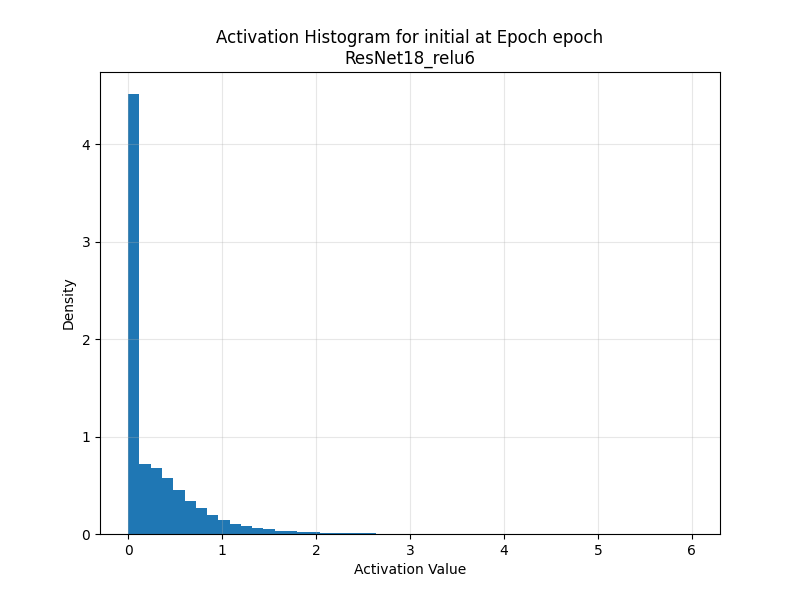 Activation Histogram for initial at Epoch epoch
ResNet18_relu6
Density
4
3
2
1
0
0 1 2 3 4 5 6
Activation Value